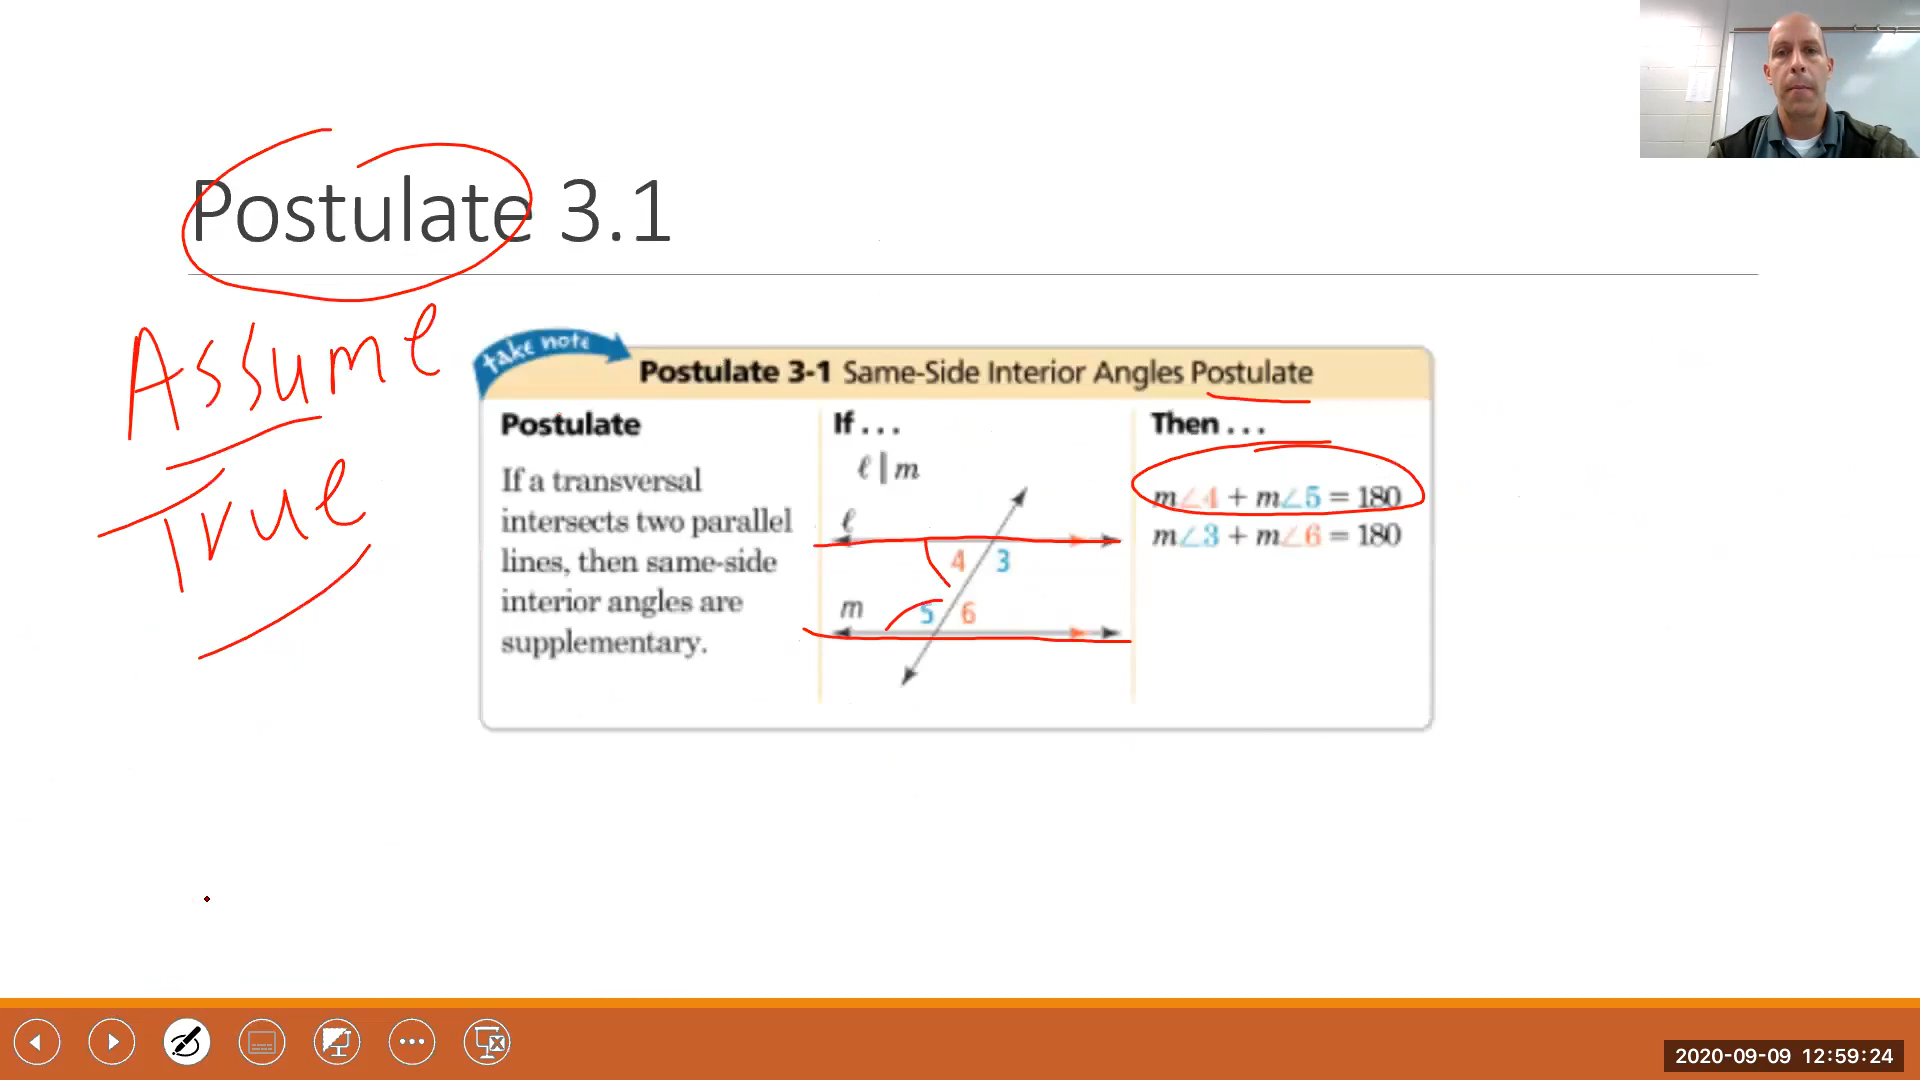 Postulate 3.1
Assume
True
take note
Postulate 3-1 Same-Side Interior Angles Postulate
Postulate
If a transversal
intersects two parallel
lines, then same-side
interior angles are
supplementary.
If . . .
ℓ ∥ m
ℓ
4 3
m
5 6
Then . . .
m∠4 + m∠5 = 180
m∠3 + m∠6 = 180
2020-09-09 12:59:24